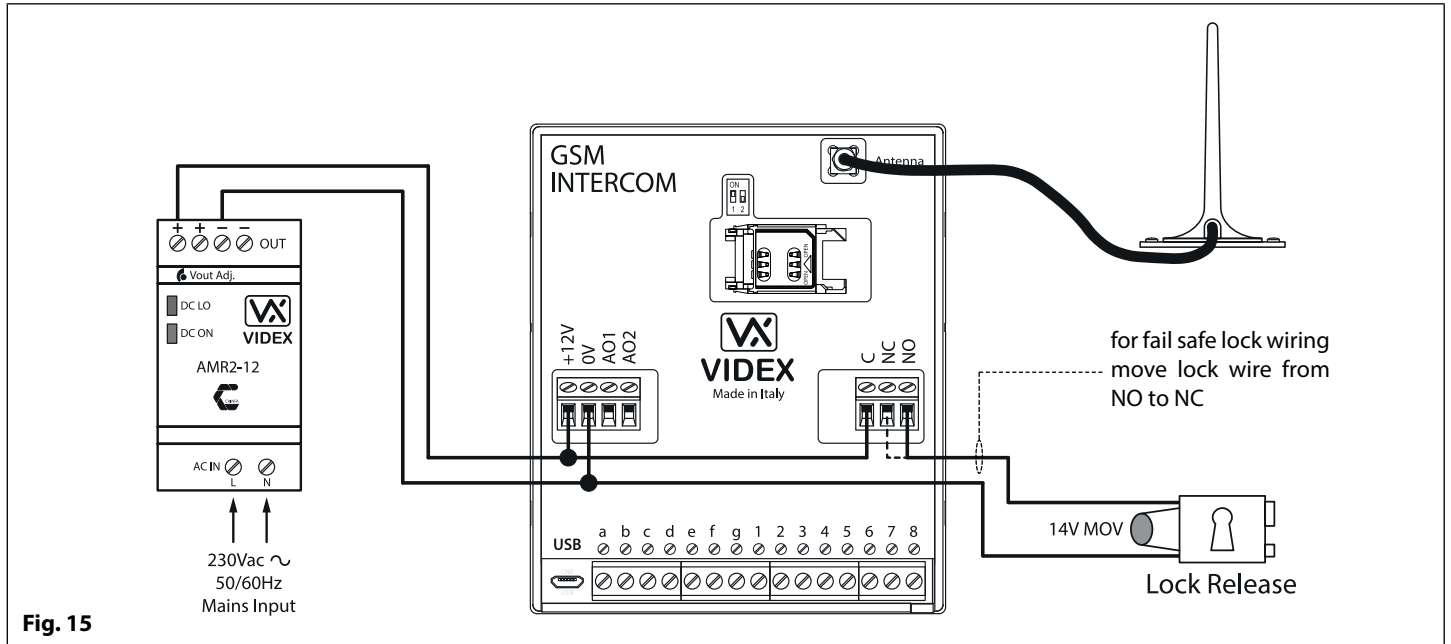 GSM
INTERCOM
Antenna
ON
1 2
OPEN
OPEN
+ + − −
OUT
Vout Adj.
DC LO
DC ON
VIDEX
AMR2-12
AC IN
L N
230Vac ~
50/60Hz
Mains Input
+12V
0V
AO1
AO2
VIDEX
Made in Italy
C
NC
NO
for fail safe lock wiring
move lock wire from
NO to NC
14V MOV
Lock Release
USB a b c d e f g 1 2 3 4 5 6 7 8
USB
Fig. 15